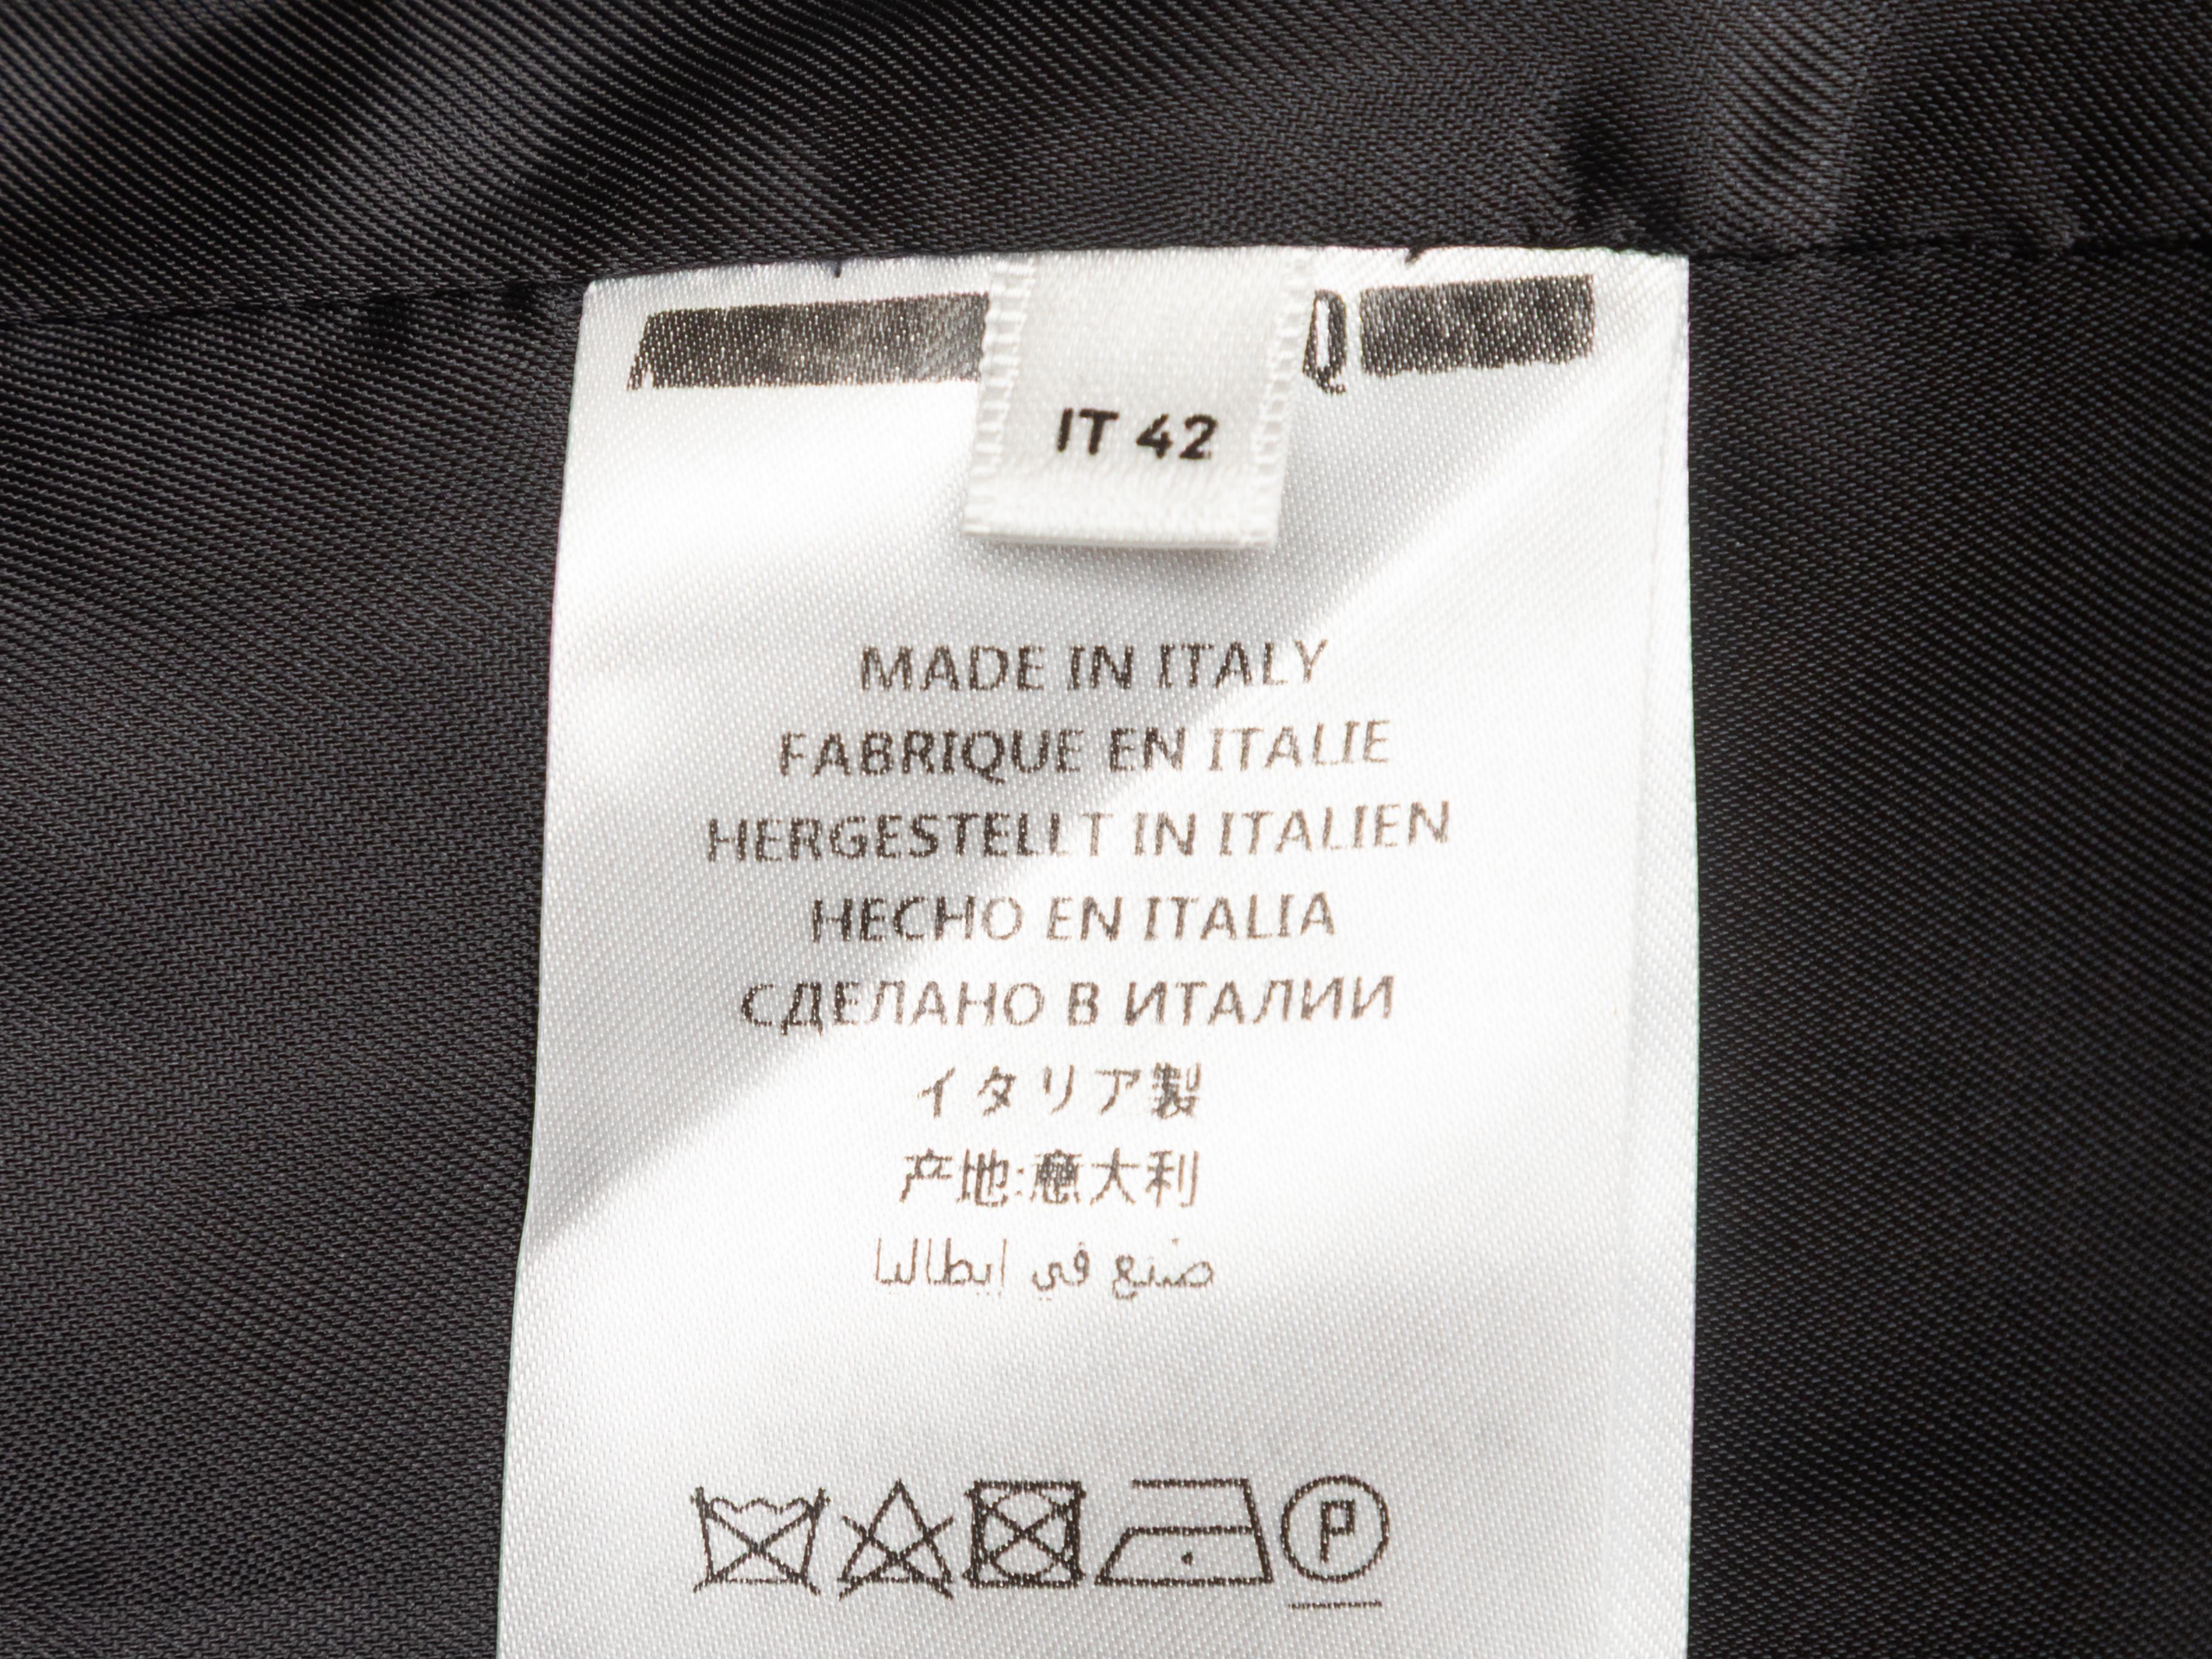 Q
IT 42
MADE IN ITALY
FABRIQUE EN ITALIE
HERGESTELLT IN ITALIEN
HECHO EN ITALIA
СДЕЛАНО В ИТАЛИИ
イタリア製
产地:意大利
صُنع في إيطاليا
P